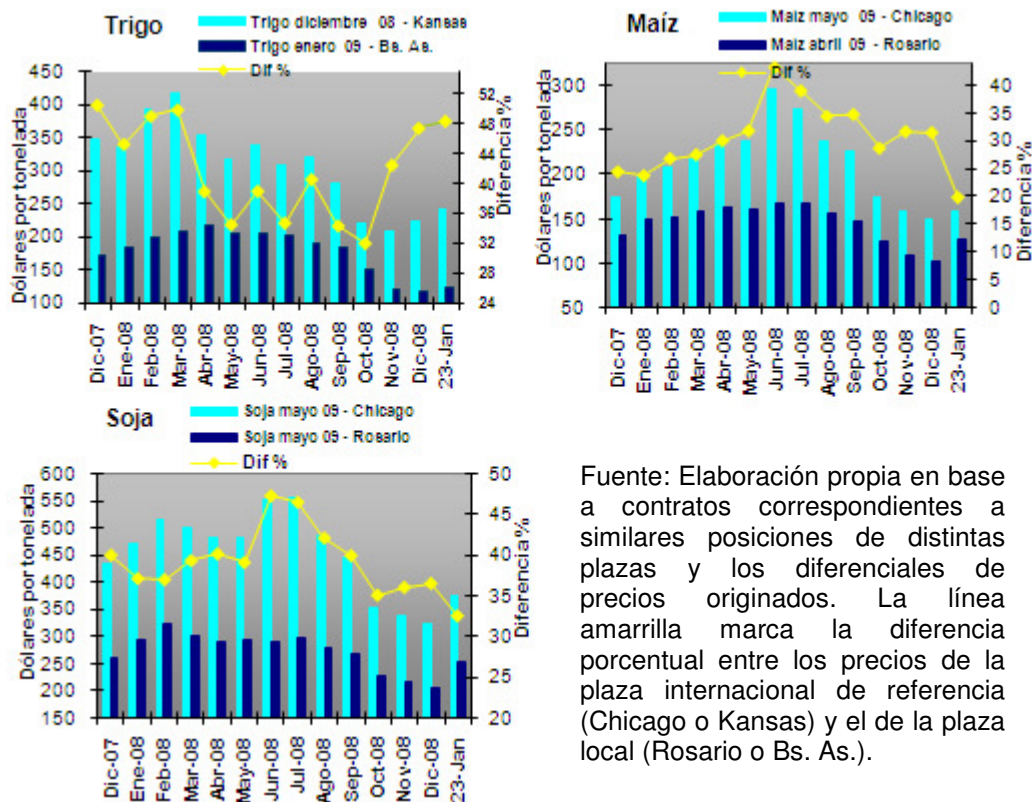 Trigo
Trigo diciembre 08 - Kansas
Trigo enero 09 - Bs. As.
Dif %
Dólares por tonelada
450
400
350
300
250
200
150
100
52
48
44
40
36
32
28
24
Diferencia %
Dic-07
Ene-08
Feb-08
Mar-08
Abr-08
May-08
Jun-08
Jul-08
Ago-08
Sep-08
Oct-08
Nov-08
Dic-08
23-Jan
Maíz
Maiz mayo 09 - Chicago
Maiz abril 09 - Rosario
Dif %
Dólares por tonelada
300
250
200
150
100
50
40
35
30
25
20
15
10
5
0
Diferencia %
Dic-07
Ene-08
Feb-08
Mar-08
Abr-08
May-08
Jun-08
Jul-08
Ago-08
Sep-08
Oct-08
Nov-08
Dic-08
23-Jan
Soja
Soja mayo 09 - Chicago
Soja mayo 09 - Rosario
Dif %
Dólares por tonelada
600
550
500
450
400
350
300
250
200
150
50
45
40
35
30
25
20
Diferencia %
Dic-07
Ene-08
Feb-08
Mar-08
Abr-08
May-08
Jun-08
Jul-08
Ago-08
Sep-08
Oct-08
Nov-08
Dic-08
23-Jan
Fuente: Elaboración propia en base
a contratos correspondientes a
similares posiciones de distintas
plazas y los diferenciales de
precios originados. La línea
amarrilla marca la diferencia
porcentual entre los precios de la
plaza internacional de referencia
(Chicago o Kansas) y el de la plaza
local (Rosario o Bs. As.).